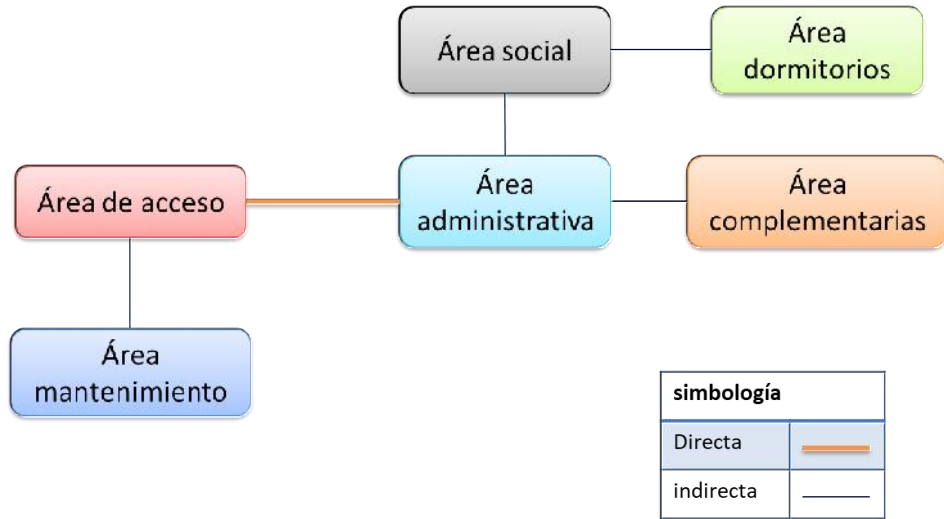 Área social
Área
dormitorios
Área de acceso
Área
administrativa
Área
complementarias
Área
mantenimiento
simbología
Directa
indirecta